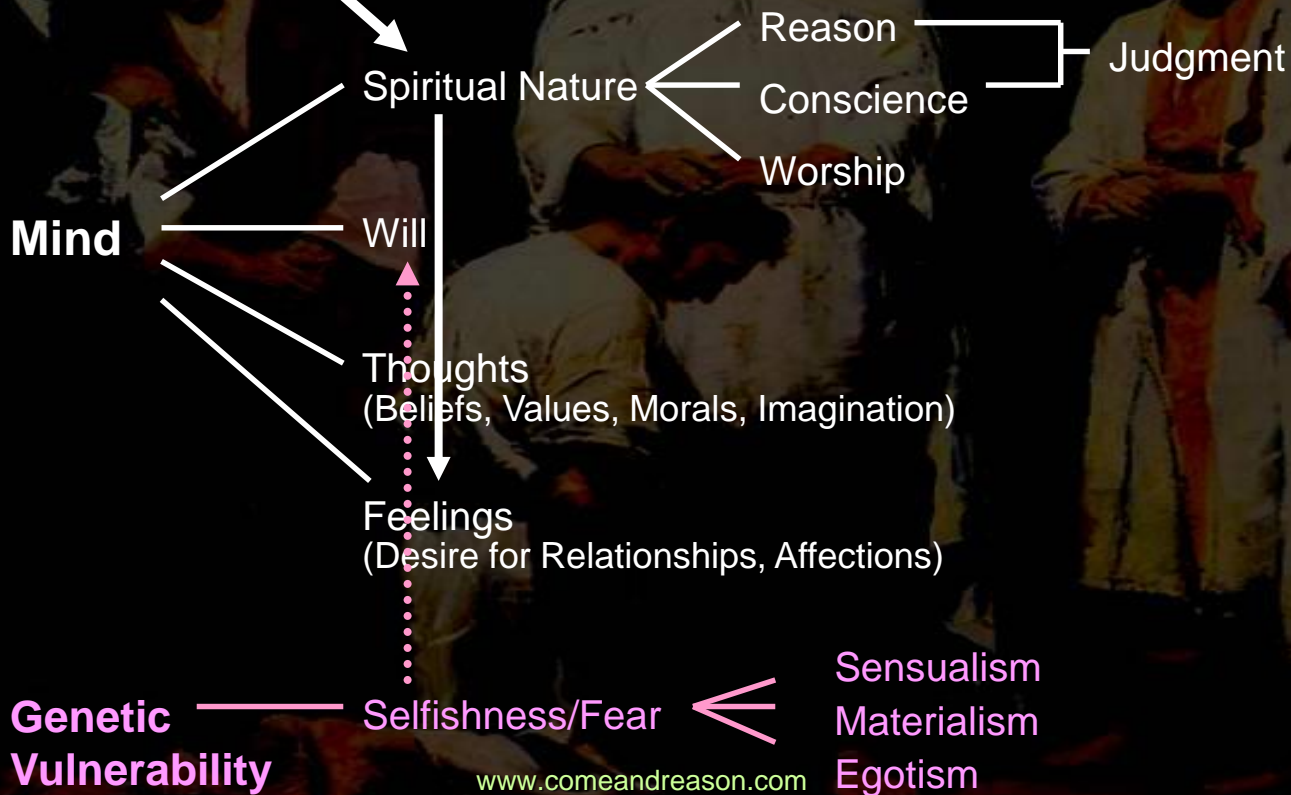 Reason
Judgment
Spiritual Nature
Conscience
Worship
Mind
Will
Thoughts
(Beliefs, Values, Morals, Imagination)
Feelings
(Desire for Relationships, Affections)
Sensualism
Genetic
Selfishness/Fear
Materialism
Vulnerability
www.comeandreason.com
Egotism